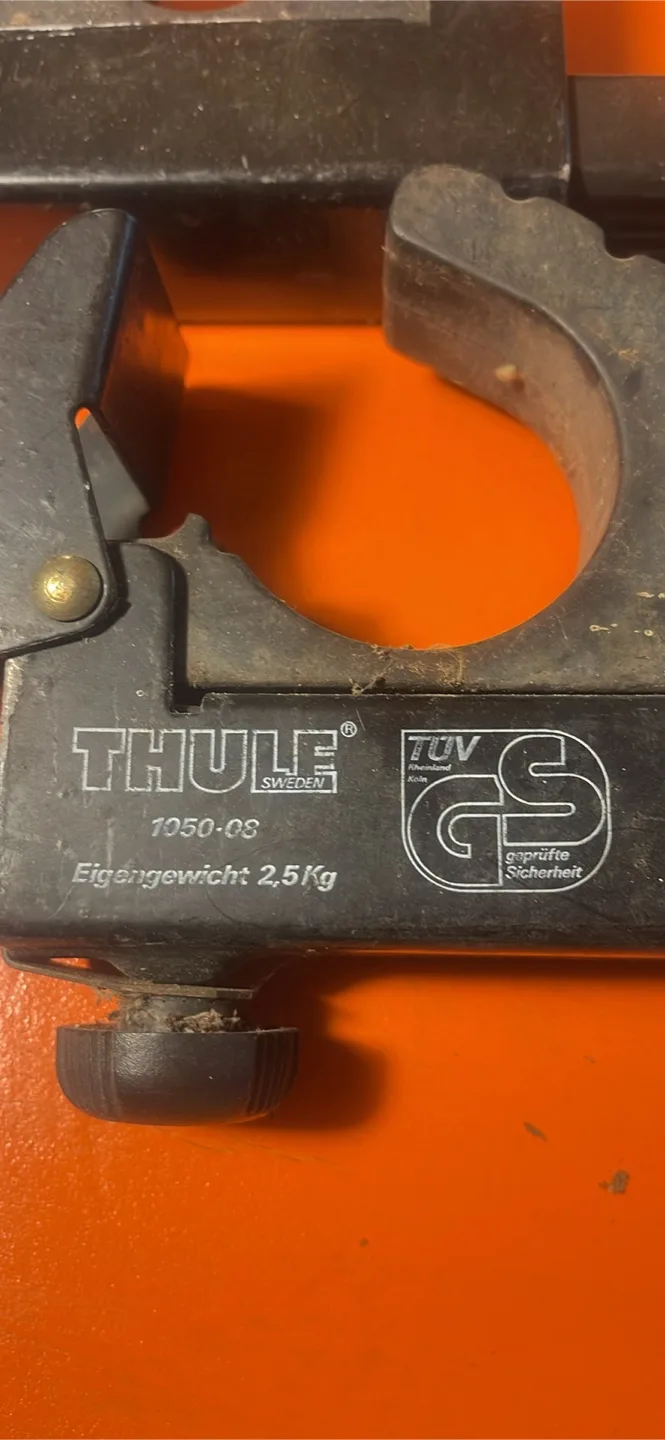 THULE®
SWEDEN
1050-08
Eigengewicht 2,5Kg
TÜV
Rheinland
Köln
GS
geprüfte
Sicherheit